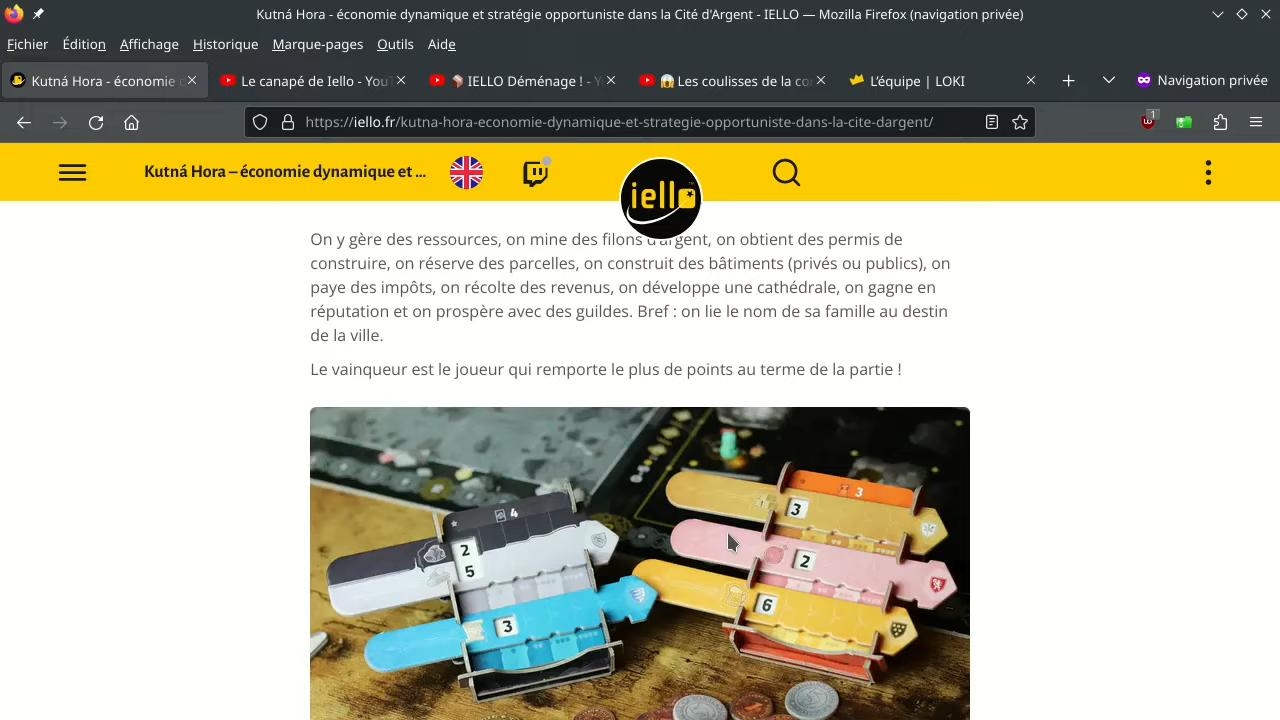 Kutná Hora - économie dynamique et stratégie opportuniste dans la Cité d'Argent - IELLO — Mozilla Firefox (navigation privée)
Fichier Édition Affichage Historique Marque-pages Outils Aide
Kutná Hora - économie Le canapé de Iello - You IELLO Déménage ! - Y Les coulisses de la co L'équipe | LOKI Navigation privée
https://iello.fr/kutna-hora-economie-dynamique-et-strategie-opportuniste-dans-la-cite-dargent/ 1
Kutná Hora – économie dynamique et ... iello
On y gère des ressources, on mine des filons d'argent, on obtient des permis de
construire, on réserve des parcelles, on construit des bâtiments (privés ou publics), on
paye des impôts, on récolte des revenus, on développe une cathédrale, on gagne en
réputation et on prospère avec des guildes. Bref : on lie le nom de sa famille au destin
de la ville.
Le vainqueur est le joueur qui remporte le plus de points au terme de la partie !
4
2
5
3
3
3
2
6